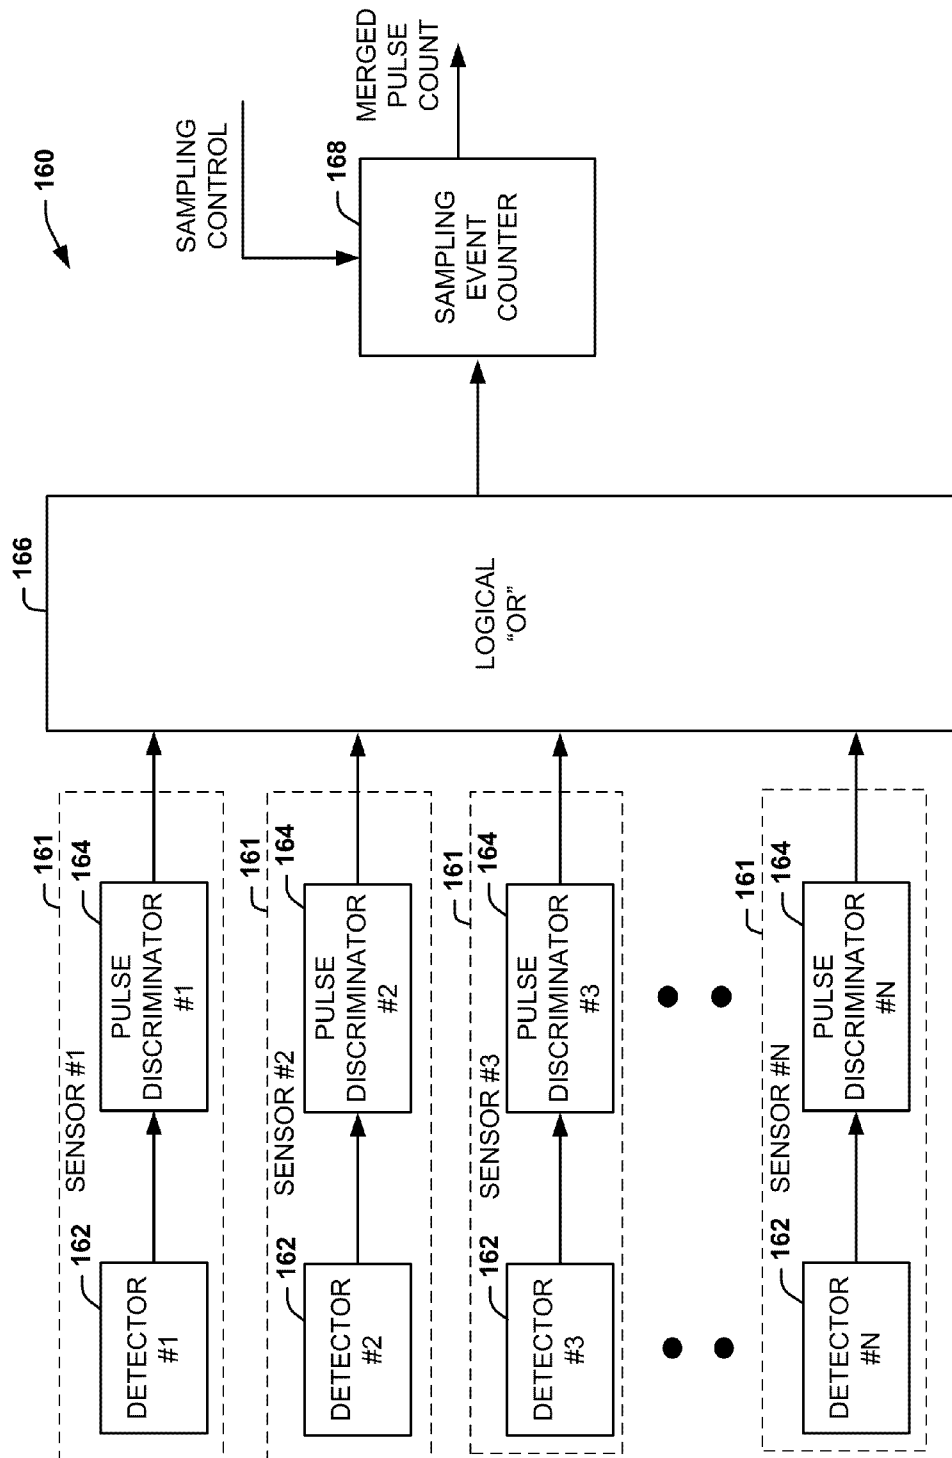 160
161
SENSOR #1
162
DETECTOR
#1
164
PULSE
DISCRIMINATOR
#1
161
SENSOR #2
162
DETECTOR
#2
164
PULSE
DISCRIMINATOR
#2
161
SENSOR #3
162
DETECTOR
#3
164
PULSE
DISCRIMINATOR
#3
161
SENSOR #N
162
DETECTOR
#N
164
PULSE
DISCRIMINATOR
#N
166
LOGICAL
“OR”
SAMPLING
CONTROL
168
SAMPLING
EVENT
COUNTER
MERGED
PULSE
COUNT